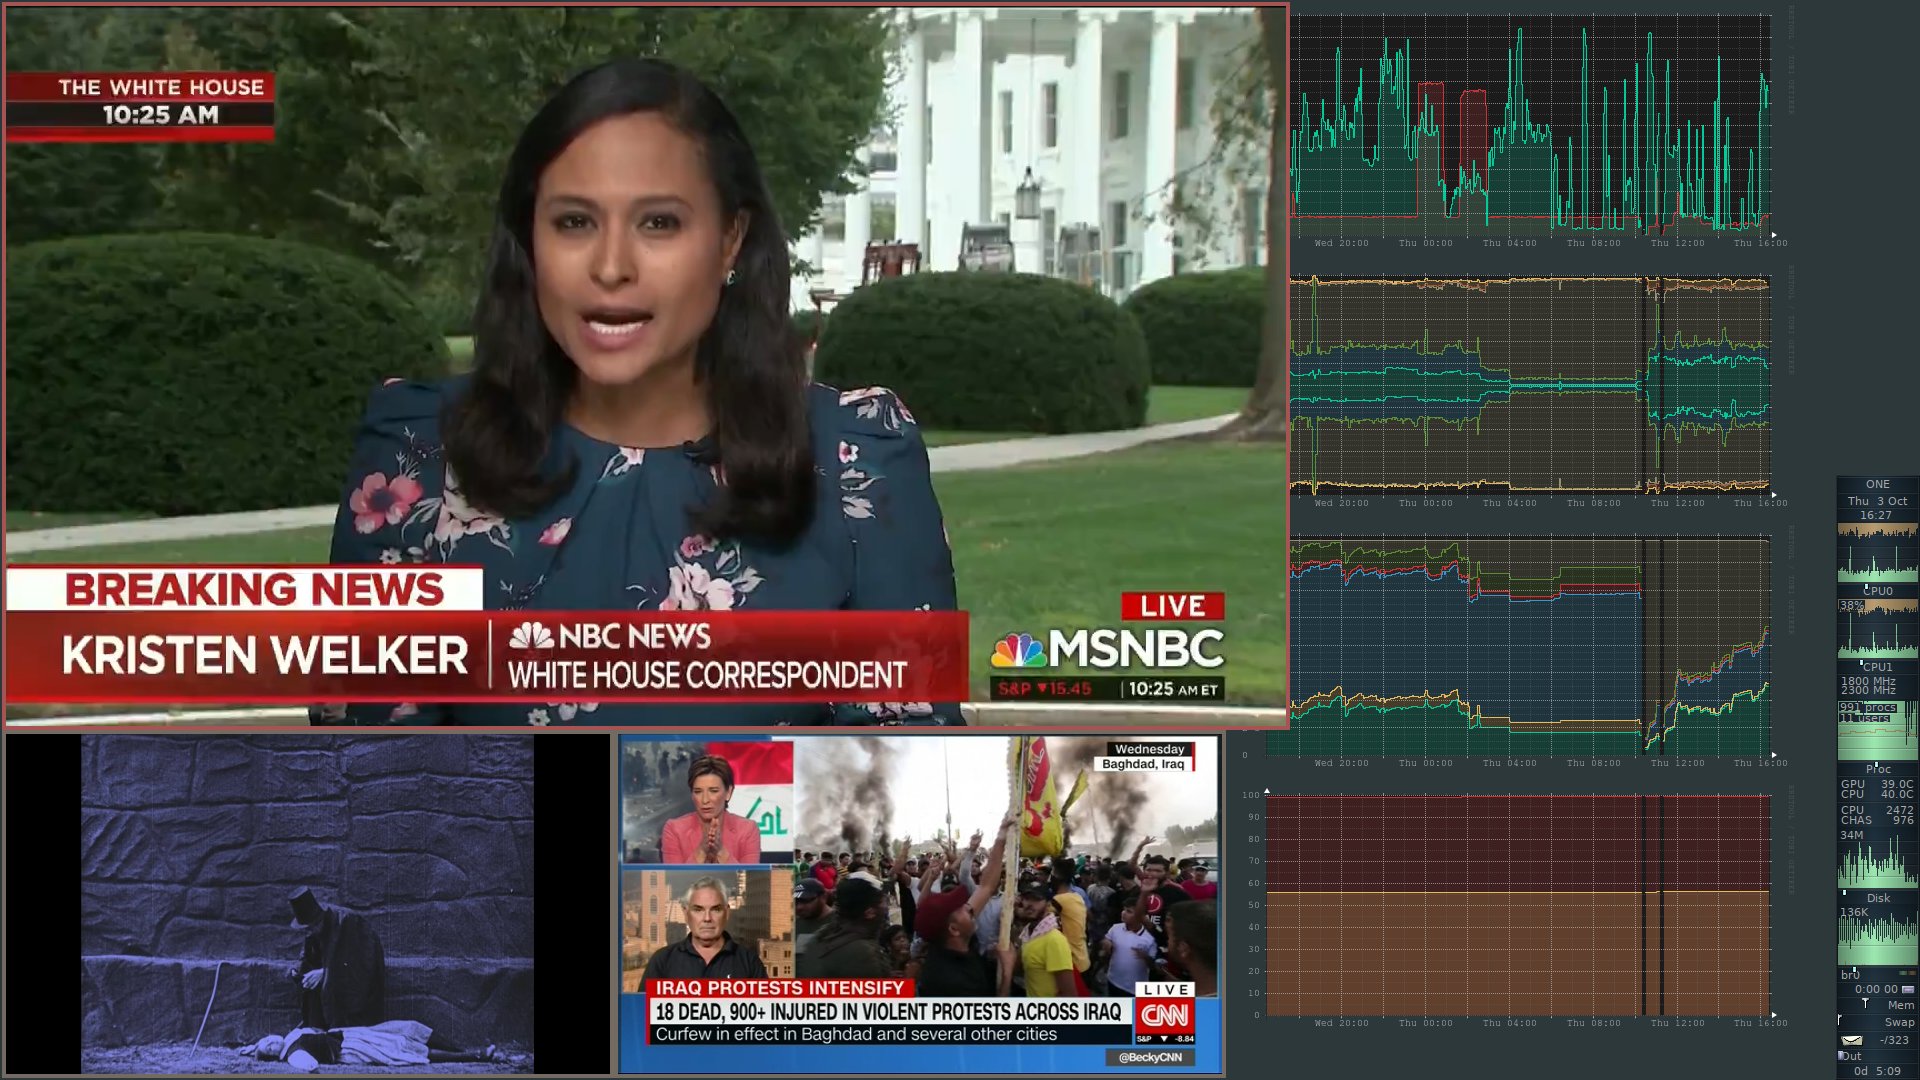 THE WHITE HOUSE
10:25 AM
BREAKING NEWS
KRISTEN WELKER
NBC NEWS
WHITE HOUSE CORRESPONDENT
LIVE
MSNBC
S&P ▼15.45
10:25 AM ET
Wednesday
Baghdad, Iraq
IRAQ PROTESTS INTENSIFY
18 DEAD, 900+ INJURED IN VIOLENT PROTESTS ACROSS IRAQ
Curfew in effect in Baghdad and several other cities
LIVE
CNN
S&P ▼ -8.84
@BeckyCNN
Wed 20:00 Thu 00:00 Thu 04:00 Thu 08:00 Thu 12:00 Thu 16:00
Wed 20:00 Thu 00:00 Thu 04:00 Thu 08:00 Thu 12:00 Thu 16:00
0
Wed 20:00 Thu 00:00 Thu 04:00 Thu 08:00 Thu 12:00 Thu 16:00
100
90
80
70
60
50
40
30
20
10
0
Wed 20:00 Thu 00:00 Thu 04:00 Thu 08:00 Thu 12:00 Thu 16:00
ONE
Thu 3 Oct
16:27
CPU0
38%
CPU1
1800 MHz
2300 MHz
991 procs
11 users
Proc
GPU 39.0C
CPU 40.0C
CPU 2472
CHAS 976
34M
Disk
136K
br0
0:00 00
Mem
Swap
-/323
Out
0d 5:09